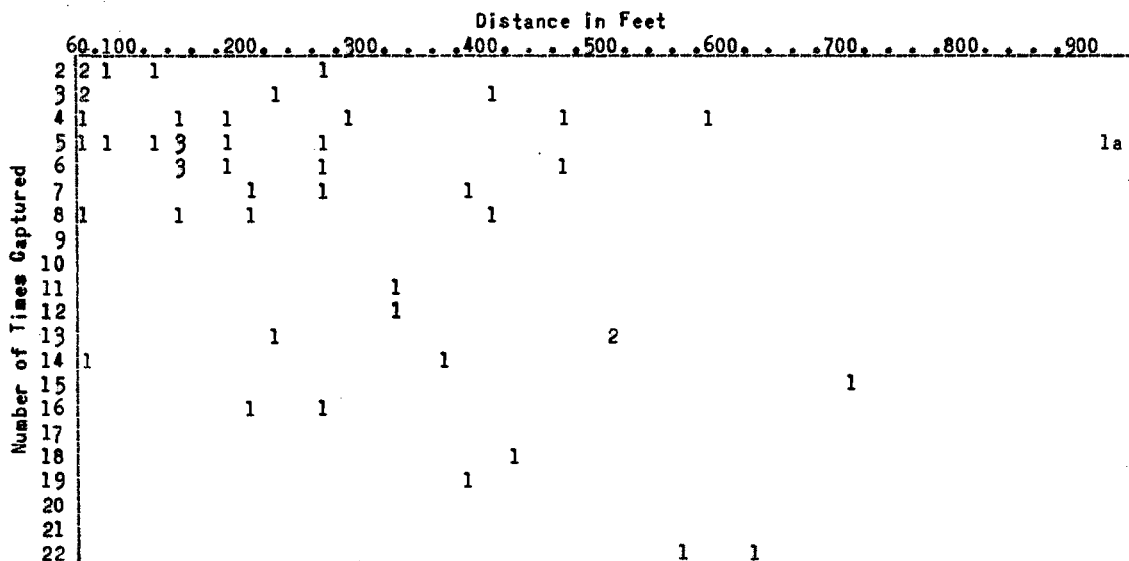 Distance in Feet
60.100...200...300...400...500...600...700...800...900
Number of Times Captured
2 2 1 1 1
3 2 1 1
4 1 1 1 1 1 1
5 1 1 1 3 1 1 1a
6 3 1 1 1
7 1 1 1
8 1 1 1 1
9
10
11 1
12 1
13 1 2
14 1 1
15 1
16 1 1
17
18 1
19 1
20
21
22 1 1